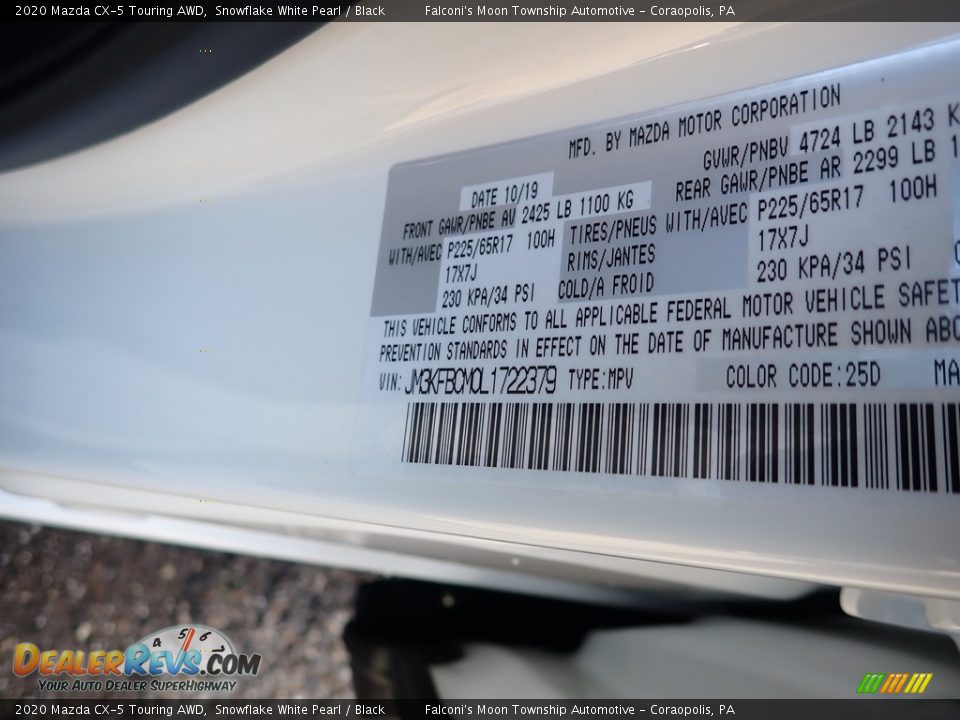 2020 Mazda CX-5 Touring AWD, Snowflake White Pearl / Black Falconi's Moon Township Automotive - Coraopolis, PA
MFD. BY MAZDA MOTOR CORPORATION
DATE 10/19 GVWR/PNBV 4724 LB 2143 K
FRONT GAWR/PNBE AV 2425 LB 1100 KG REAR GAWR/PNBE AR 2299 LB 1
WITH/AVEC P225/65R17 100H TIRES/PNEUS WITH/AVEC P225/65R17 100H
17X7J RIMS/JANTES 17X7J
230 KPA/34 PSI COLD/A FROID 230 KPA/34 PSI
THIS VEHICLE CONFORMS TO ALL APPLICABLE FEDERAL MOTOR VEHICLE SAFET
PREVENTION STANDARDS IN EFFECT ON THE DATE OF MANUFACTURE SHOWN ABO
VIN: JM3KFBCM0L1722379 TYPE:MPV COLOR CODE:25D MA
4 5 6
DEALERREVS.COM
YOUR AUTO DEALER SUPERHIGHWAY
2020 Mazda CX-5 Touring AWD, Snowflake White Pearl / Black Falconi's Moon Township Automotive - Coraopolis, PA